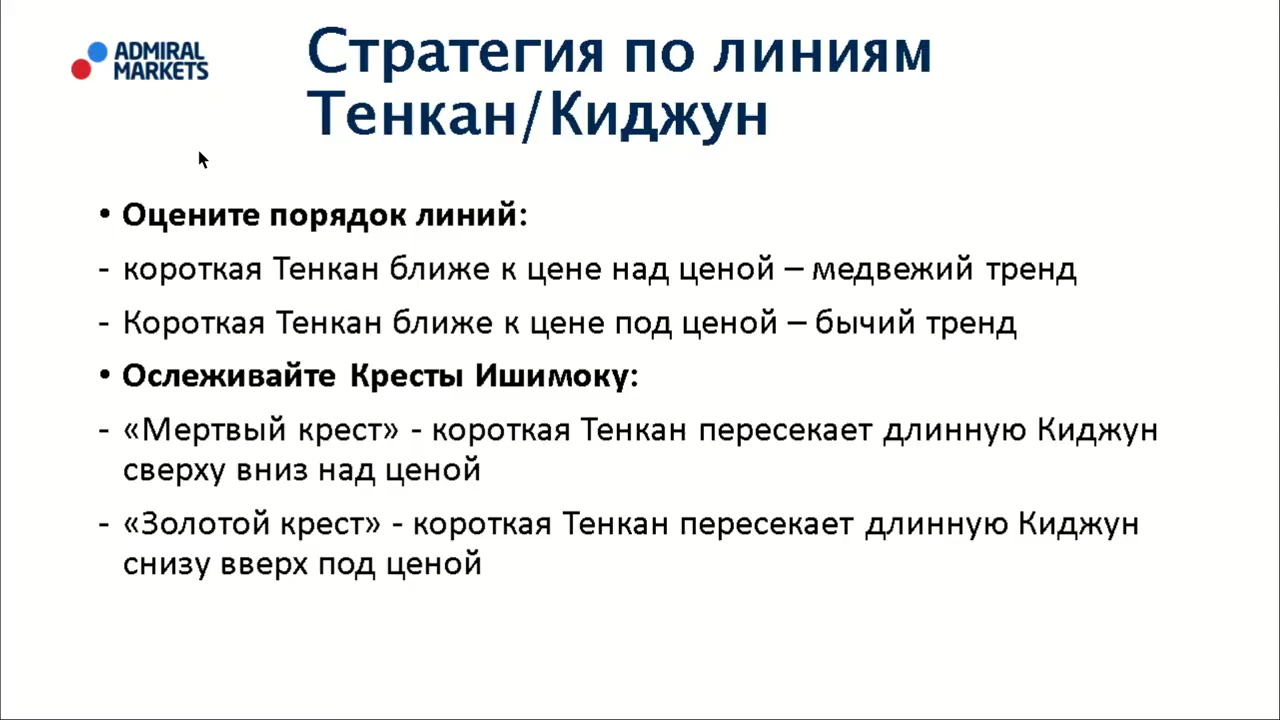 ADMIRAL
MARKETS
Стратегия по линиям
Тенкан/Киджун
• Оцените порядок линий:
- короткая Тенкан ближе к цене над ценой – медвежий тренд
- Короткая Тенкан ближе к цене под ценой – бычий тренд
• Ослеживайте Кресты Ишимоку:
- «Мертвый крест» - короткая Тенкан пересекает длинную Киджун
сверху вниз над ценой
- «Золотой крест» - короткая Тенкан пересекает длинную Киджун
снизу вверх под ценой